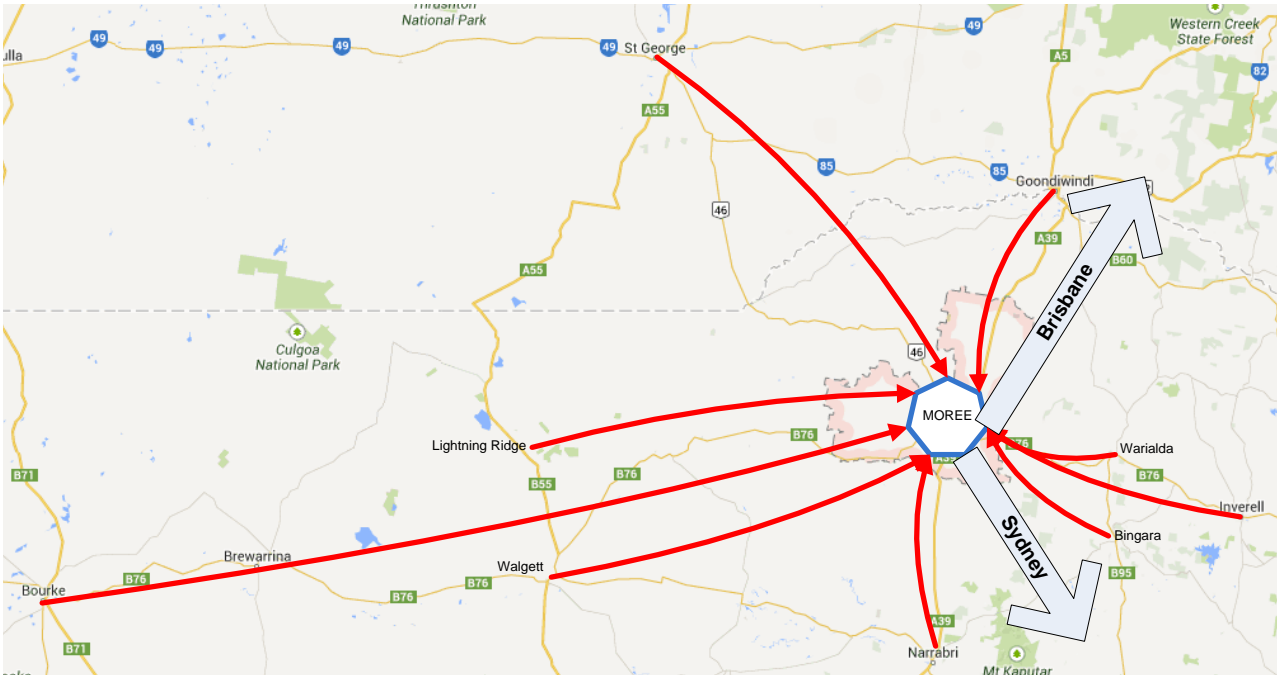 Thrushton
National Park
49
49
49
49
St George
49
Western Creek
State Forest
A5
82
ulla
A55
85
85
Goondiwindi
46
A39
A55
B60
Brisbane
Culgoa
National Park
46
MOREE
Lightning Ridge
B76
A39
B76
Warialda
B76
B71
B76
B55
Inverell
Sydney
Bingara
Brewarrina
Walgett
B76
B76
B76
B95
Bourke
B71
A39
Narrabri
Mt Kaputar